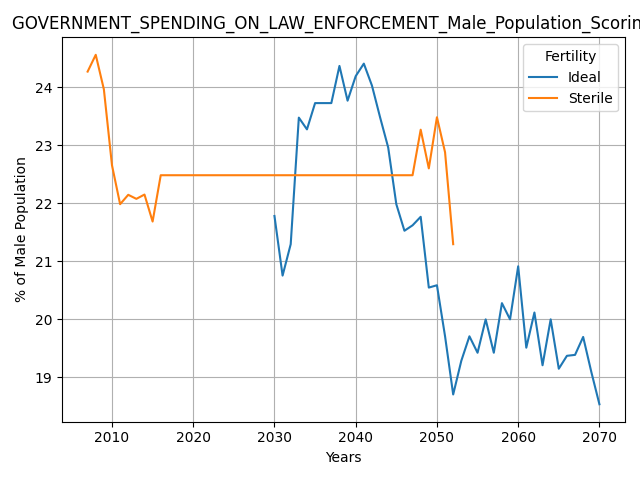 GOVERNMENT_SPENDING_ON_LAW_ENFORCEMENT_Male_Population_Scorin
Fertility
Ideal
Sterile
% of Male Population
24
23
22
21
20
19
2010 2020 2030 2040 2050 2060 2070
Years